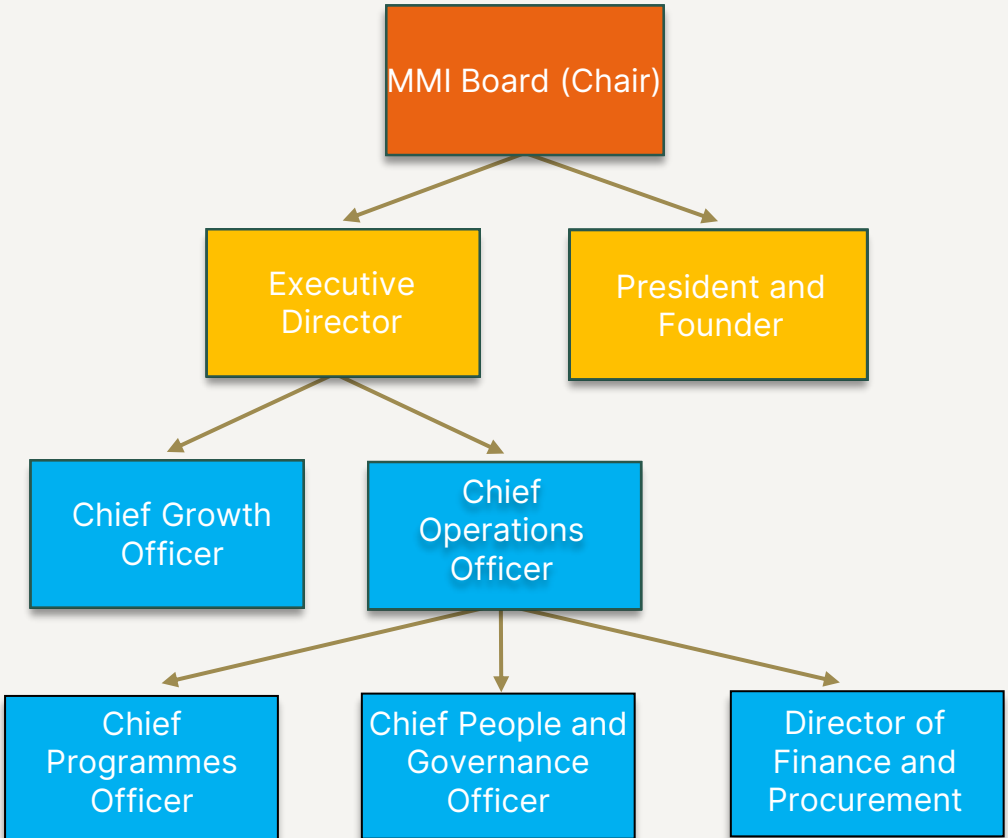 MMI Board (Chair)
Executive
Director
President and
Founder
Chief Growth
Officer
Chief
Operations
Officer
Chief
Programmes
Officer
Chief People and
Governance
Officer
Director of
Finance and
Procurement